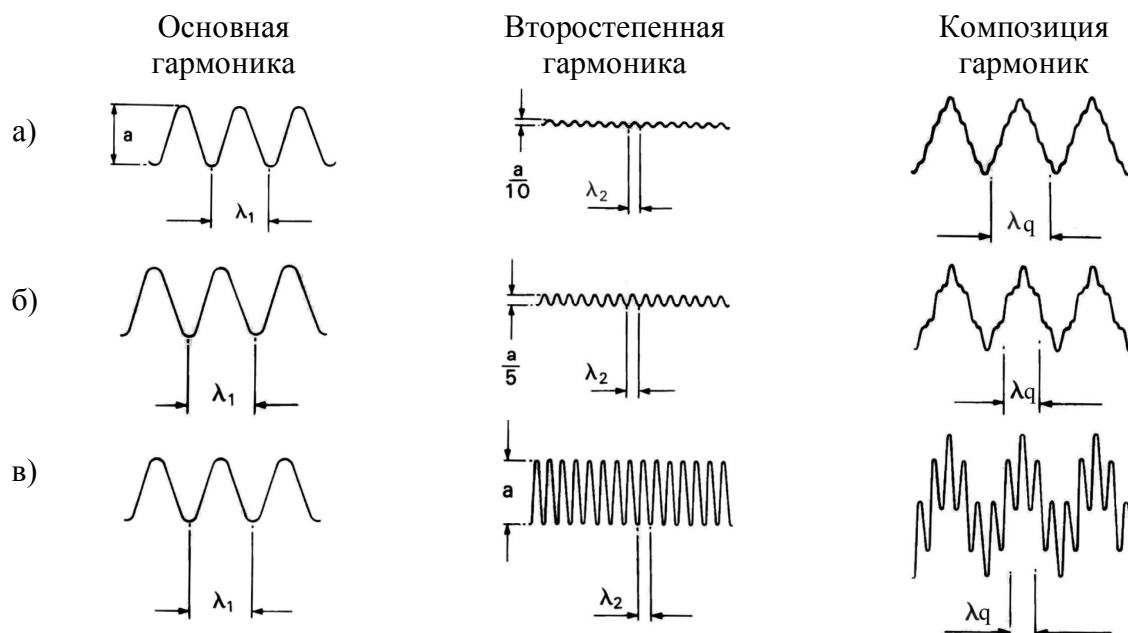 Основная
гармоника
Второстепенная
гармоника
Композиция
гармоник
а)
a
λ₁
a
10
λ₂
λq
б)
λ₁
a
5
λ₂
λq
в)
λ₁
a
λ₂
λq